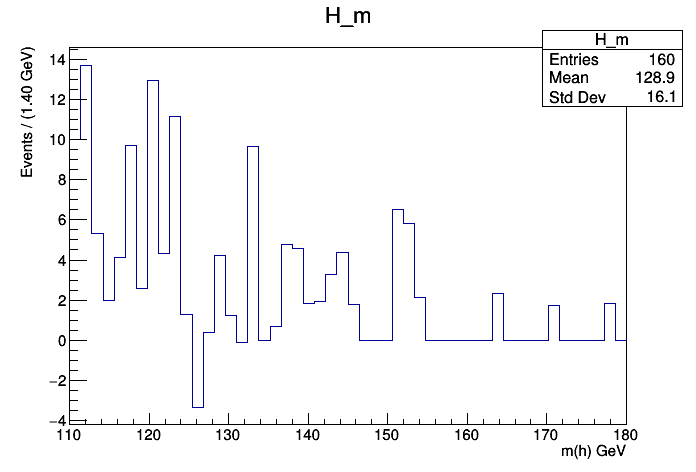 H_m
H_m
Entries 160
Mean 128.9
Std Dev 16.1
Events / (1.40 GeV)
14
12
10
8
6
4
2
0
−2
−4
110 120 130 140 150 160 170 180
m(h) GeV